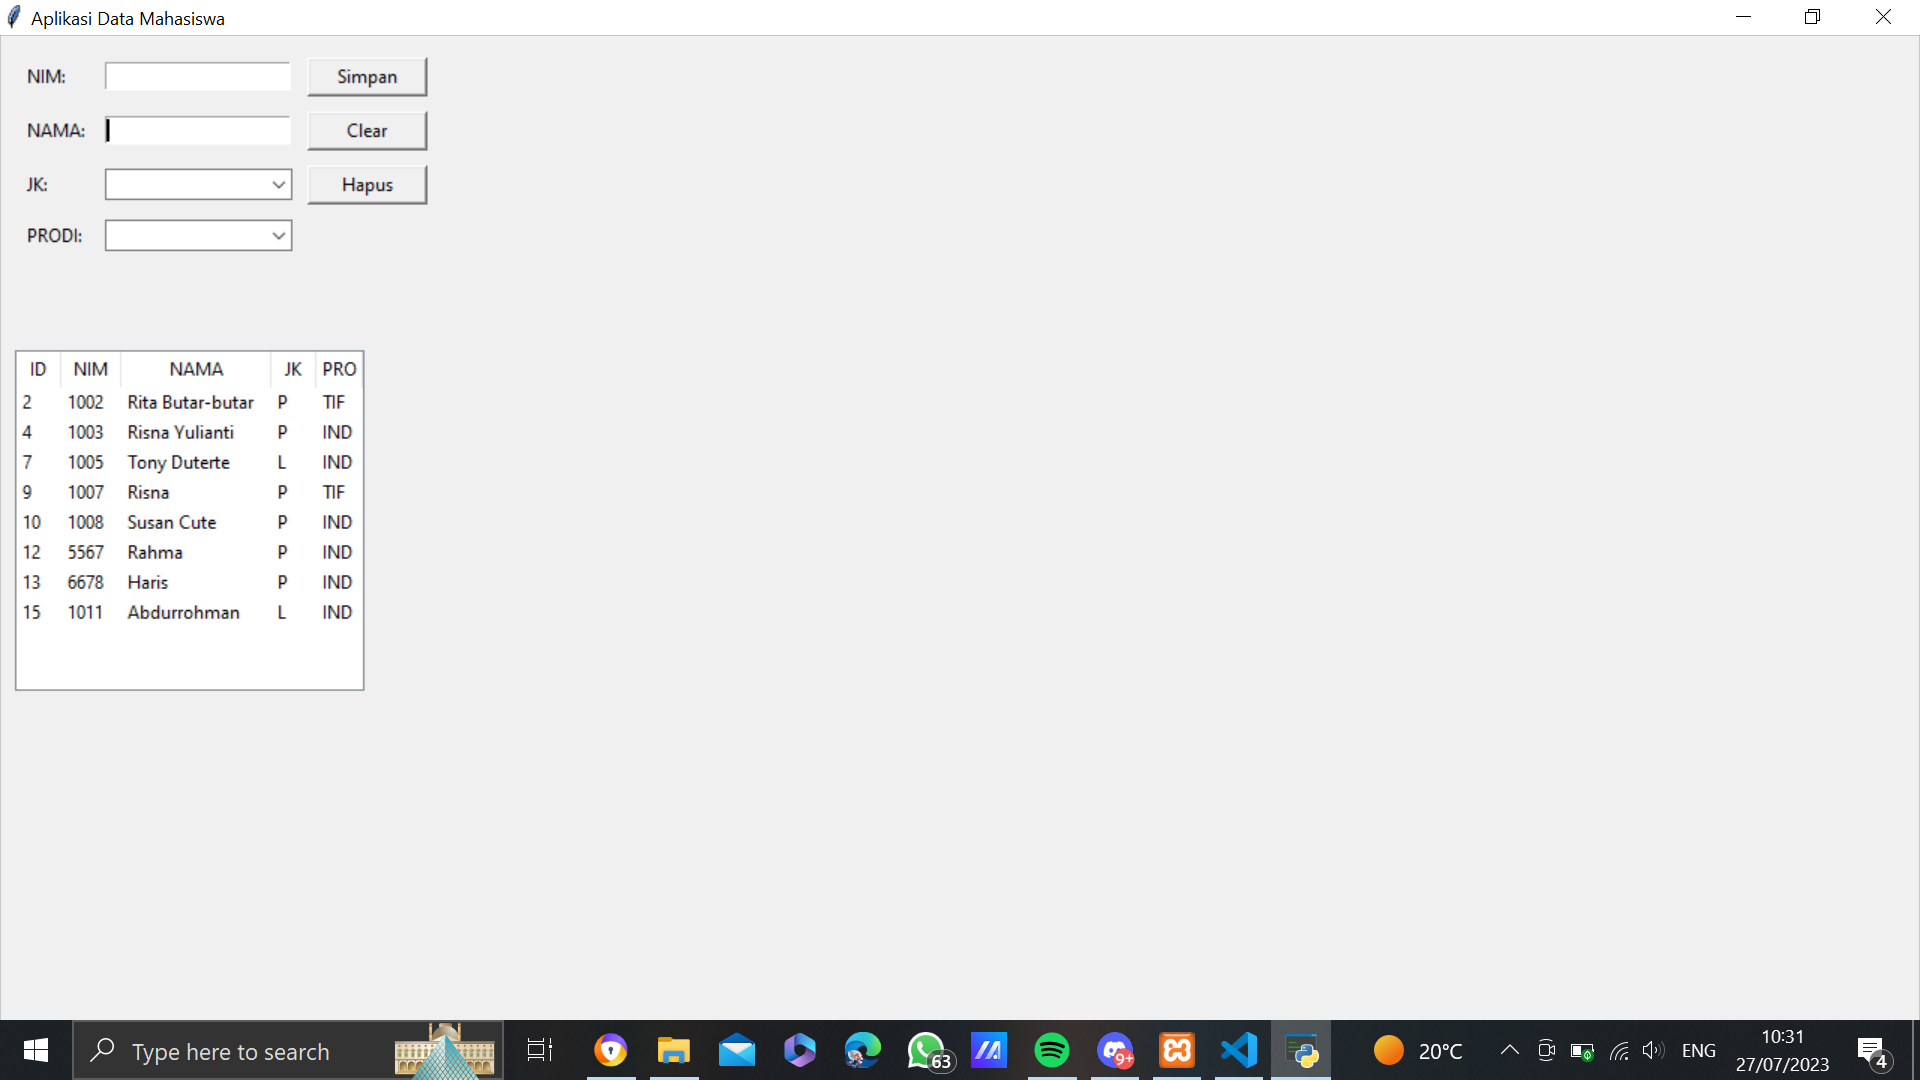 Aplikasi Data Mahasiswa
NIM: Simpan
NAMA: Clear
JK: Hapus
PRODI:
ID NIM NAMA JK PRO
2 1002 Rita Butar-butar P TIF
4 1003 Risna Yulianti P IND
7 1005 Tony Duterte L IND
9 1007 Risna P TIF
10 1008 Susan Cute P IND
12 5567 Rahma P IND
13 6678 Haris P IND
15 1011 Abdurrohman L IND
Type here to search 63 9+ 20°C ENG 10:31 4
27/07/2023